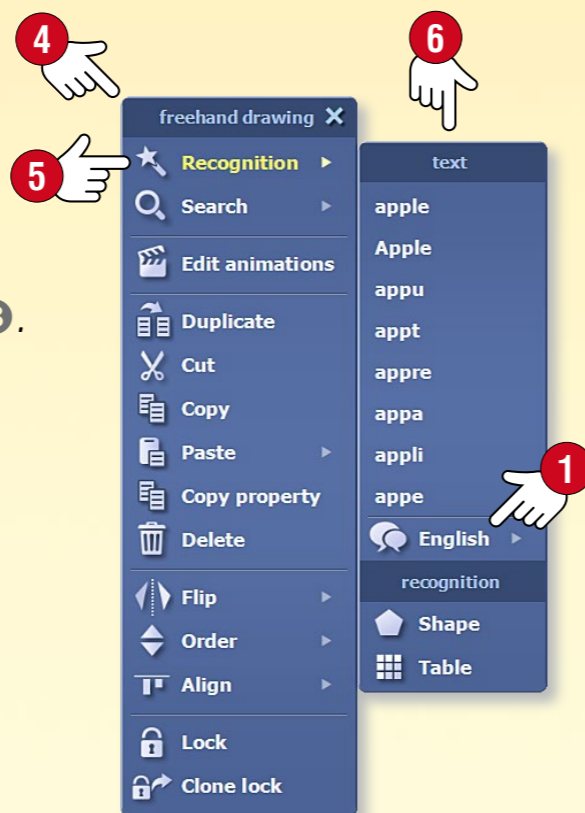 4
6
freehand drawing
5
Recognition
Search
Edit animations
Duplicate
Cut
Copy
Paste
Copy property
Delete
Flip
Order
Align
Lock
Clone lock
text
apple
Apple
appu
appt
appre
appa
appli
appe
1
English
recognition
Shape
Table
.